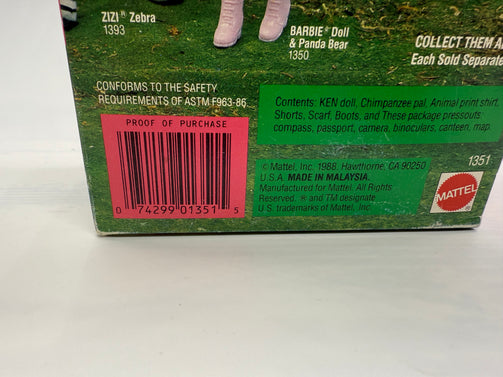 ZIZI® Zebra
1393
BARBIE® Doll
& Panda Bear
1350
COLLECT THEM A
Each Sold Separate
CONFORMS TO THE SAFETY
REQUIREMENTS OF ASTM F963-86
Contents: KEN doll, Chimpanzee pal, Animal print shirt,
Shorts, Scarf, Boots, and These package pressouts:
compass, passport, camera, binoculars, canteen, map.
PROOF OF PURCHASE
0 74299 01351 5
© Mattel, Inc. 1988. Hawthorne, CA 90250
U.S.A. MADE IN MALAYSIA.
Manufactured for Mattel. All Rights
Reserved. ® and TM designate
U.S. trademarks of Mattel, Inc.
1351
MATTEL